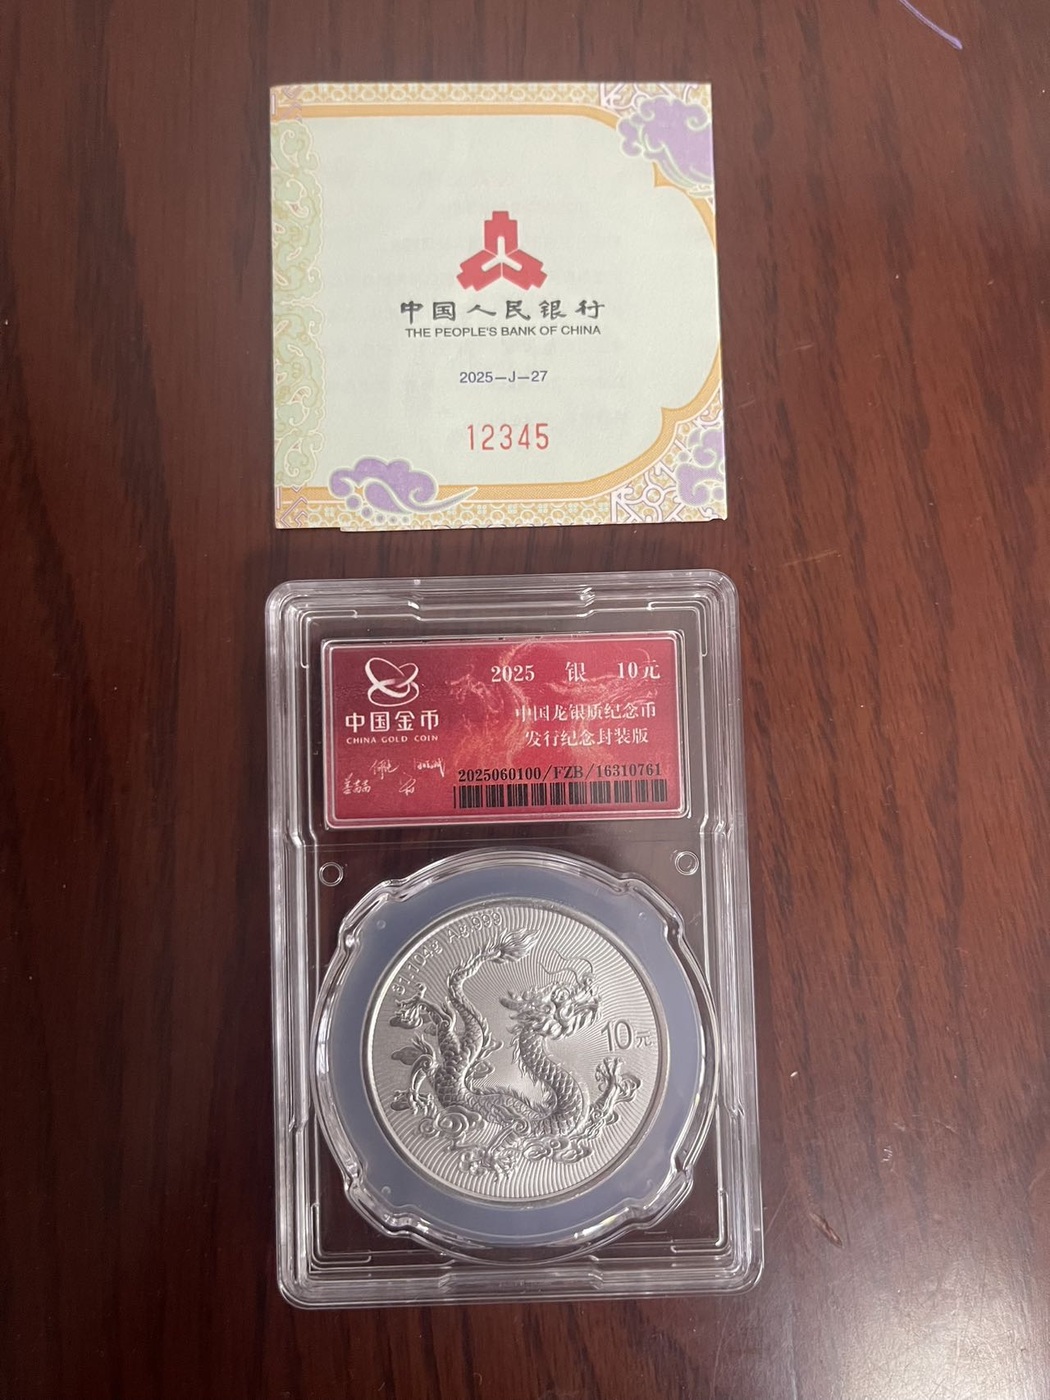 中国人民银行
THE PEOPLE'S BANK OF CHINA
2025—J—27
12345
中国金币
CHINA GOLD COIN
2025 银 10元
中国龙银质纪念币
发行纪念封装版
2025060100/FZB/16310761
10元